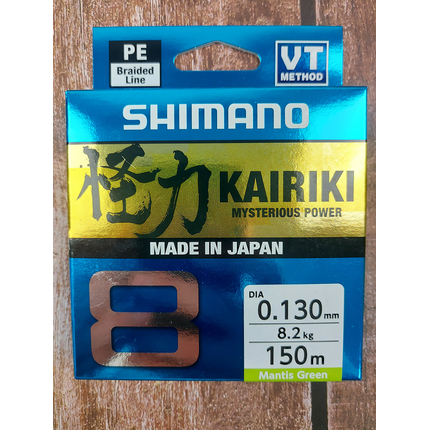 PE
Braided
Line
VT
METHOD
SHIMANO
怪力 KAIRIKI
MYSTERIOUS POWER
MADE IN JAPAN
8
DIA
0.130mm
8.2kg
150m
Mantis Green